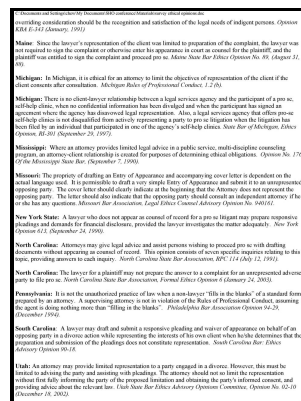 C:\Documents and Settings\rice\My Documents\SRO conference\Materials\survey ethical opinions.doc
overriding consideration should be the recognition and satisfaction of the legal needs of indigent persons. Opinion
KBA E-343 (January, 1991)
Maine: Since the lawyer's representation of the client was limited to preparation of the complaint, the lawyer was
not required to sign the complaint or otherwise enter his appearance in court as counsel for the plaintiff, and the
plaintiff was entitled to sign the complaint and proceed pro se. Maine State Bar Ethics Opinion No. 89, (August 31,
88).
Michigan: In Michigan, it is ethical for an attorney to limit the objectives of representation of the client if the
client consents after consultation. Michigan Rules of Professional Conduct, 1.2 (b).
Michigan: There is no client-lawyer relationship between a legal services agency and the participant of a pro se,
self-help clinic, when no confidential information has been divulged and when the participant has signed an
agreement where the agency has disavowed legal representation. Also, a legal services agency that offers pro-se
self-help clinics is not disqualified from actively representing a party to pro se litigation when the litigation has
been filed by an individual that participated in one of the agency's self-help clinics. State Bar of Michigan, Ethics
Opinion, RI-301 (September 29, 1997).
Mississippi: Where an attorney provides limited legal advice in a public service, multi-discipline counseling
program, an attorney-client relationship is created for purposes of determining ethical obligations. Opinion No. 176
Of the Mississippi State Bar, (September 7, 1990).
Missouri: The propriety of drafting an Entry of Appearance and accompanying cover letter is dependent on the
actual language used. It is permissible to draft a very simple Entry of Appearance and submit it to an unrepresented
opposing party. The cover letter should clearly indicate at the beginning that the Attorney does not represent the
opposing party. The letter should also indicate that the opposing party should consult an independent attorney if he
or she has any questions. Missouri Bar Association, Legal Ethics Counsel Advisory Opinion No. 940161.
New York State: A lawyer who does not appear as counsel of record for a pro se litigant may prepare responsive
pleadings and demands for financial disclosure, provided the lawyer investigates the matter adequately. New York
Opinion 613, (September 24, 1990).
North Carolina: Attorneys may give legal advice and assist persons wishing to proceed pro se with drafting
documents without appearing as counsel of record. This opinion consists of seven specific inquiries relating to this
topic, providing answers to each inquiry. North Carolina State Bar Association, RPC 114 (July 12, 1991).
North Carolina: The lawyer for a plaintiff may not prepare the answer to a complaint for an unrepresented adverse
party to file pro se. North Carolina State Bar Association, Formal Ethics Opinion 6 (January 24, 2003).
Pennsylvania: It is not the unauthorized practice of law when a non-lawyer "fills in the blanks" of a standard form
prepared by an attorney. A supervising attorney is not in violation of the Rules of Professional Conduct, assuming
the agent is doing nothing more than "filling in the blanks". Philadelphia Bar Association Opinion 94-29,
(December 1994).
South Carolina: A lawyer may draft and submit a responsive pleading and waiver of appearance on behalf of an
opposing party in a divorce action while representing the interests of his own client when he/she determines that the
preparation and submission of the pleadings does not constitute representation. South Carolina Bar: Ethics
Advisory Opinion 90-18.
Utah: An attorney may provide limited representation to a party engaged in a divorce. However, this must be
limited to advising the party and assisting with pleadings. The attorney should not so limit the representation
without first fully informing the party of the proposed limitation and obtaining the party's informed consent, and
providing advice about the relevant law. Utah State Bar Ethics Advisory Opinions Committee, Opinion No. 02-10
(December 18, 2002).